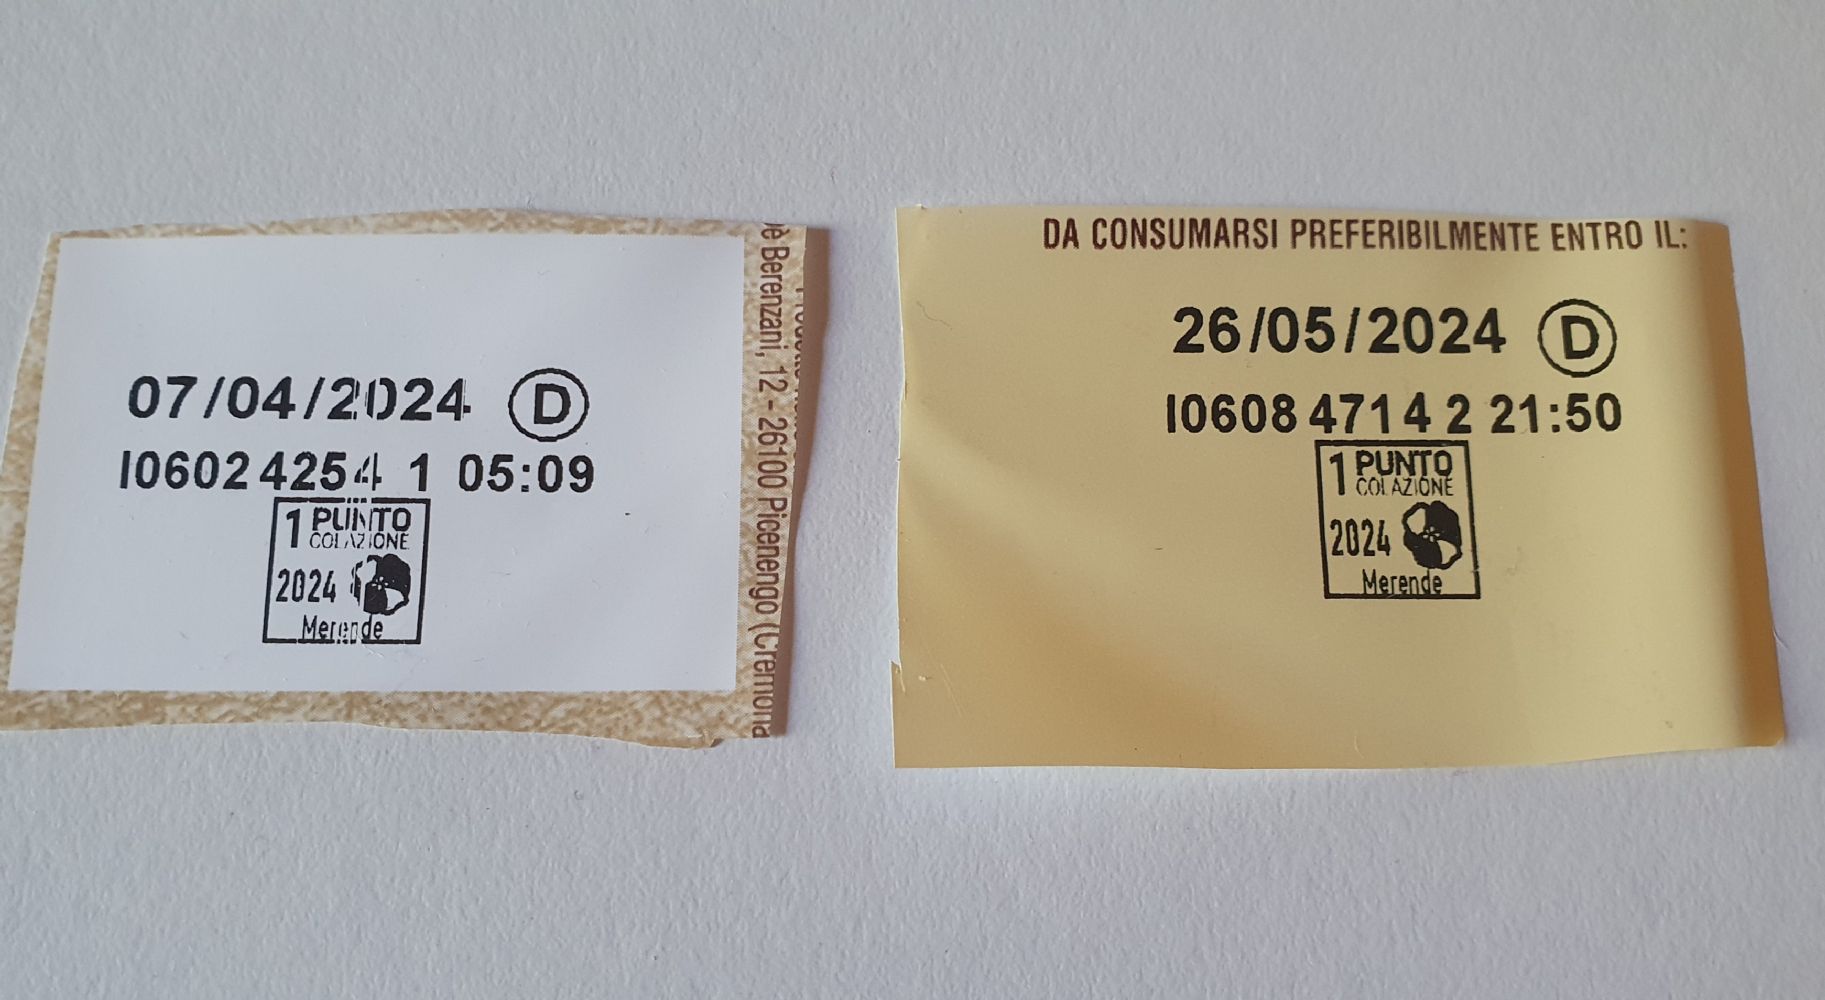 07/04/2024 D
I0602 4254 1 05:09
1 PUNTO
COLAZIONE
2024
Merende
è Berenzani, 12 - 26100 Picenengo (Cremona
DA CONSUMARSI PREFERIBILMENTE ENTRO IL:
26/05/2024 D
I0608 4714 2 21:50
1 PUNTO
COLAZIONE
2024
Merende